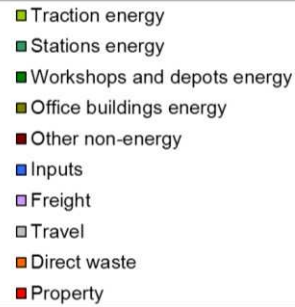 Traction energy
Stations energy
Workshops and depots energy
Office buildings energy
Other non-energy
Inputs
Freight
Travel
Direct waste
Property